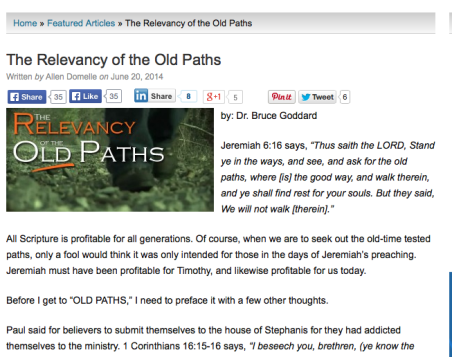 Home » Featured Articles » The Relevancy of the Old Paths
The Relevancy of the Old Paths
Written by Allen Domelle on June 20, 2014
Share 35 Like 35 in Share 8 g+1 5 Pin it Tweet 6
RELEVANCY
OF THE
OLD PATHS
by: Dr. Bruce Goddard
Jeremiah 6:16 says, "Thus saith the LORD, Stand
ye in the ways, and see, and ask for the old
paths, where [is] the good way, and walk therein,
and ye shall find rest for your souls. But they said,
We will not walk [therein]."
All Scripture is profitable for all generations. Of course, when we are to seek out the old-time tested
paths, only a fool would think it was only intended for those in the days of Jeremiah's preaching.
Jeremiah must have been profitable for Timothy, and likewise profitable for us today.
Before I get to "OLD PATHS," I need to preface it with a few other thoughts.
Paul said for believers to submit themselves to the house of Stephanis for they had addicted
themselves to the ministry. 1 Corinthians 16:15-16 says, "I beseech you, brethren, (ye know the